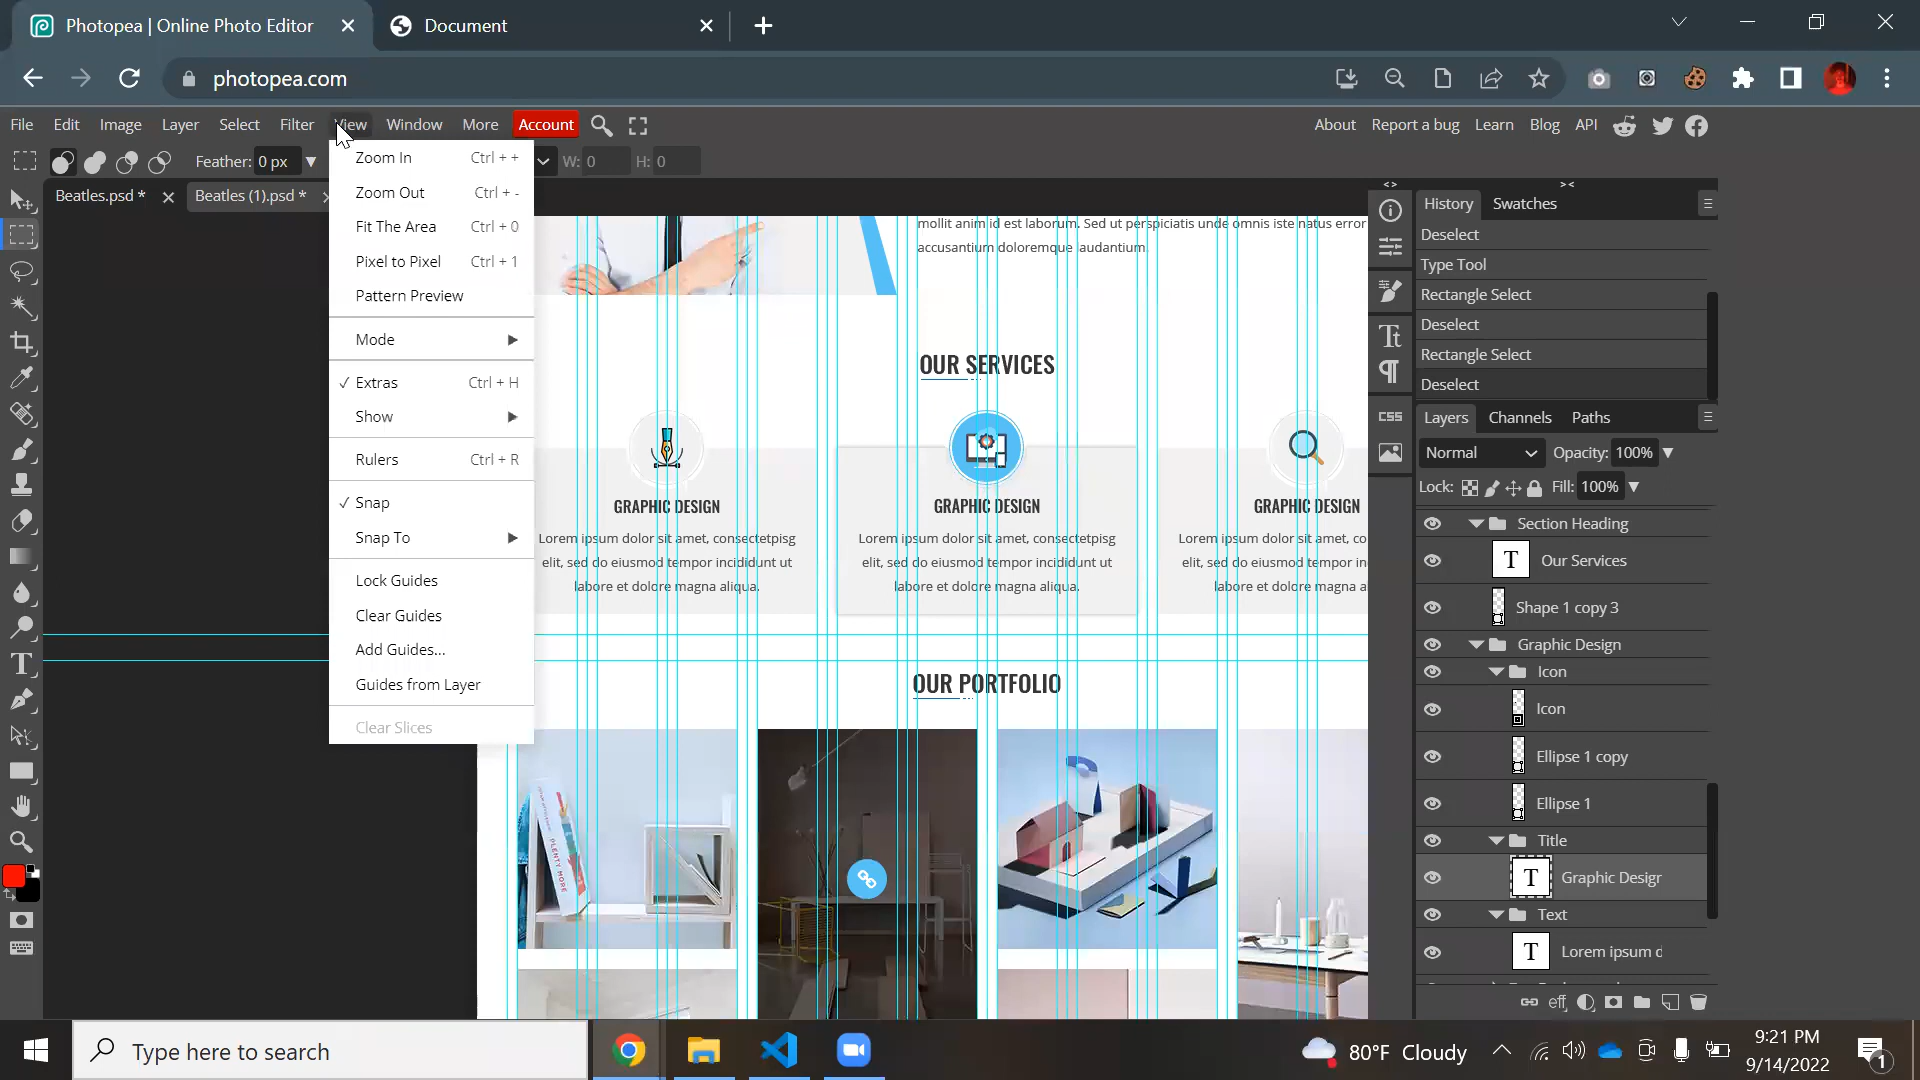 Photopea | Online Photo Editor
Document
photopea.com
File Edit Image Layer Select Filter View Window More Account
About Report a bug Learn Blog API
Feather: 0 px
W: 0 H: 0
Beatles.psd *
Beatles (1).psd *
Zoom In Ctrl + +
Zoom Out Ctrl + -
Fit The Area Ctrl + 0
Pixel to Pixel Ctrl + 1
Pattern Preview
Mode
✓ Extras Ctrl + H
Show
Rulers Ctrl + R
✓ Snap
Snap To
Lock Guides
Clear Guides
Add Guides...
Guides from Layer
Clear Slices
mollit anim id est laborum. Sed ut perspiciatis unde omnis iste natus error
accusantium doloremque audantium.
OUR SERVICES
GRAPHIC DESIGN
Lorem ipsum dolor sit amet, consectetpisg
elit, sed do eiusmod tempor incididunt ut
labore et dolore magna aliqua.
GRAPHIC DESIGN
Lorem ipsum dolor sit amet, consectetpisg
elit, sed do eiusmod tempor incididunt ut
labore et dolore magna aliqua.
GRAPHIC DESIGN
Lorem ipsum dolor sit amet, co
elit, sed do eiusmod tempor in
labore et dolore magna al
OUR PORTFOLIO
PLENTY MORE
History Swatches
Deselect
Type Tool
Rectangle Select
Deselect
Rectangle Select
Deselect
CSS
Layers Channels Paths
Normal Opacity: 100%
Lock: Fill: 100%
Section Heading
T Our Services
Shape 1 copy 3
Graphic Design
Icon
Icon
Ellipse 1 copy
Ellipse 1
Title
T Graphic Desigr
Text
T Lorem ipsum d
eff
Type here to search
80°F Cloudy
9:21 PM
9/14/2022
1